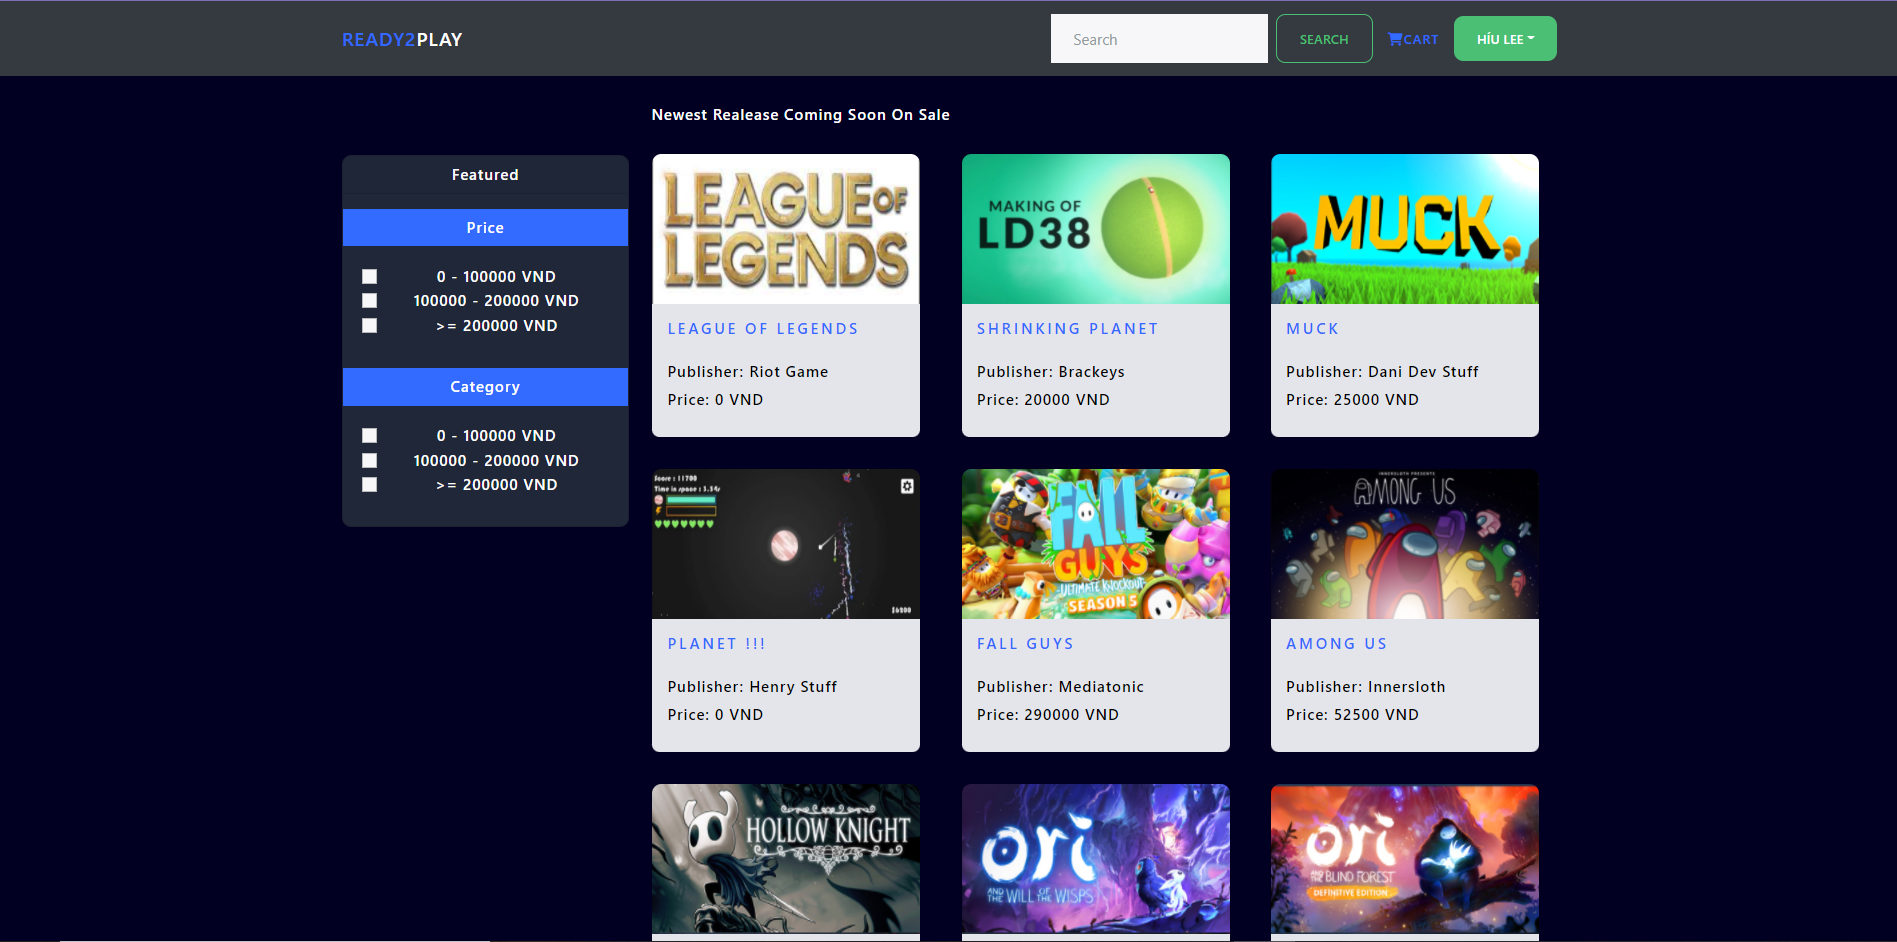 READY2PLAY
Search
SEARCH
CART
HÍU LEE
Newest Realease Coming Soon On Sale
Featured
Price
0 - 100000 VND
100000 - 200000 VND
>= 200000 VND
Category
0 - 100000 VND
100000 - 200000 VND
>= 200000 VND
LEAGUE OF
LEGENDS
LEAGUE OF LEGENDS
Publisher: Riot Game
Price: 0 VND
MAKING OF
LD38
SHRINKING PLANET
Publisher: Brackeys
Price: 20000 VND
MUCK
MUCK
Publisher: Dani Dev Stuff
Price: 25000 VND
Score : 11700
Time in space : 3.54s
$6200
PLANET !!!
Publisher: Henry Stuff
Price: 0 VND
FALL
GUYS
-ULTIMATE KNOCKOUT-
SEASON 5
FALL GUYS
Publisher: Mediatonic
Price: 290000 VND
INNERSLOTH PRESENTS
AMONG US
AMONG US
Publisher: Innersloth
Price: 52500 VND
HOLLOW KNIGHT
ori
AND THE WILL OF THE WISPS
ori
AND THE BLIND FOREST
DEFINITIVE EDITION